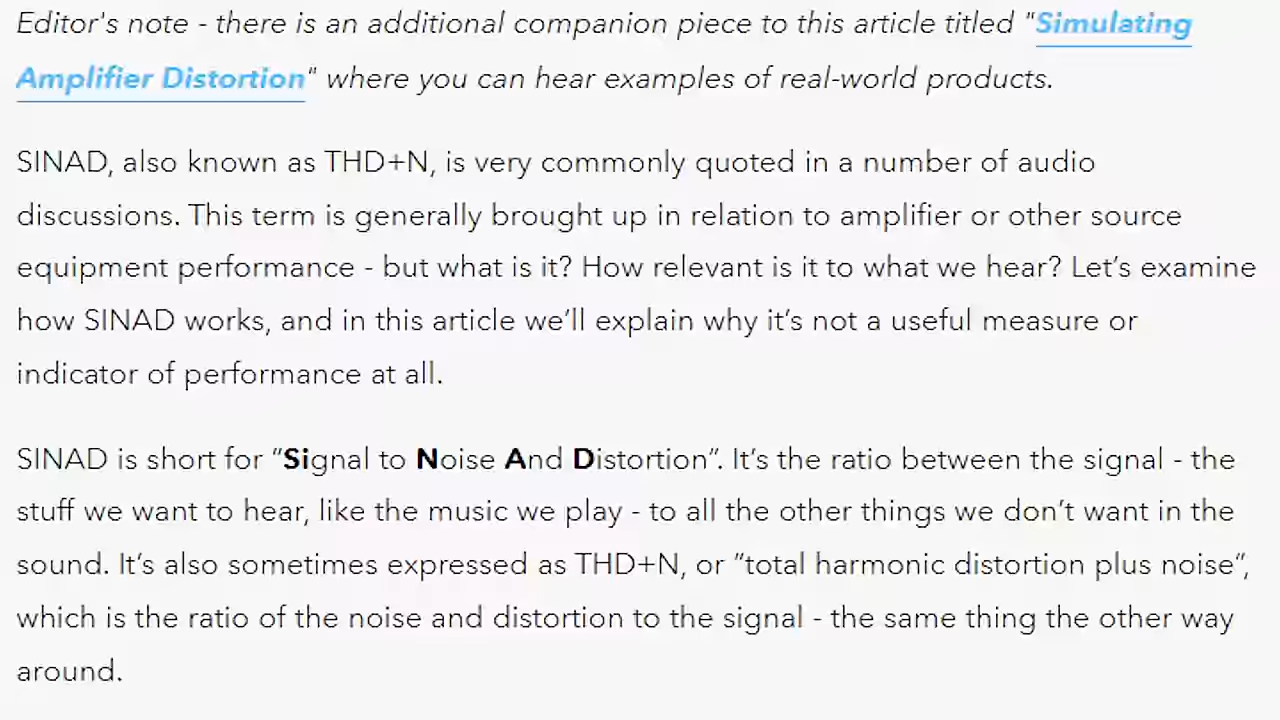 Editor's note - there is an additional companion piece to this article titled "Simulating
Amplifier Distortion" where you can hear examples of real-world products.
SINAD, also known as THD+N, is very commonly quoted in a number of audio
discussions. This term is generally brought up in relation to amplifier or other source
equipment performance - but what is it? How relevant is it to what we hear? Let’s examine
how SINAD works, and in this article we’ll explain why it’s not a useful measure or
indicator of performance at all.
SINAD is short for “Signal to Noise And Distortion”. It’s the ratio between the signal - the
stuff we want to hear, like the music we play - to all the other things we don’t want in the
sound. It’s also sometimes expressed as THD+N, or “total harmonic distortion plus noise“,
which is the ratio of the noise and distortion to the signal - the same thing the other way
around.